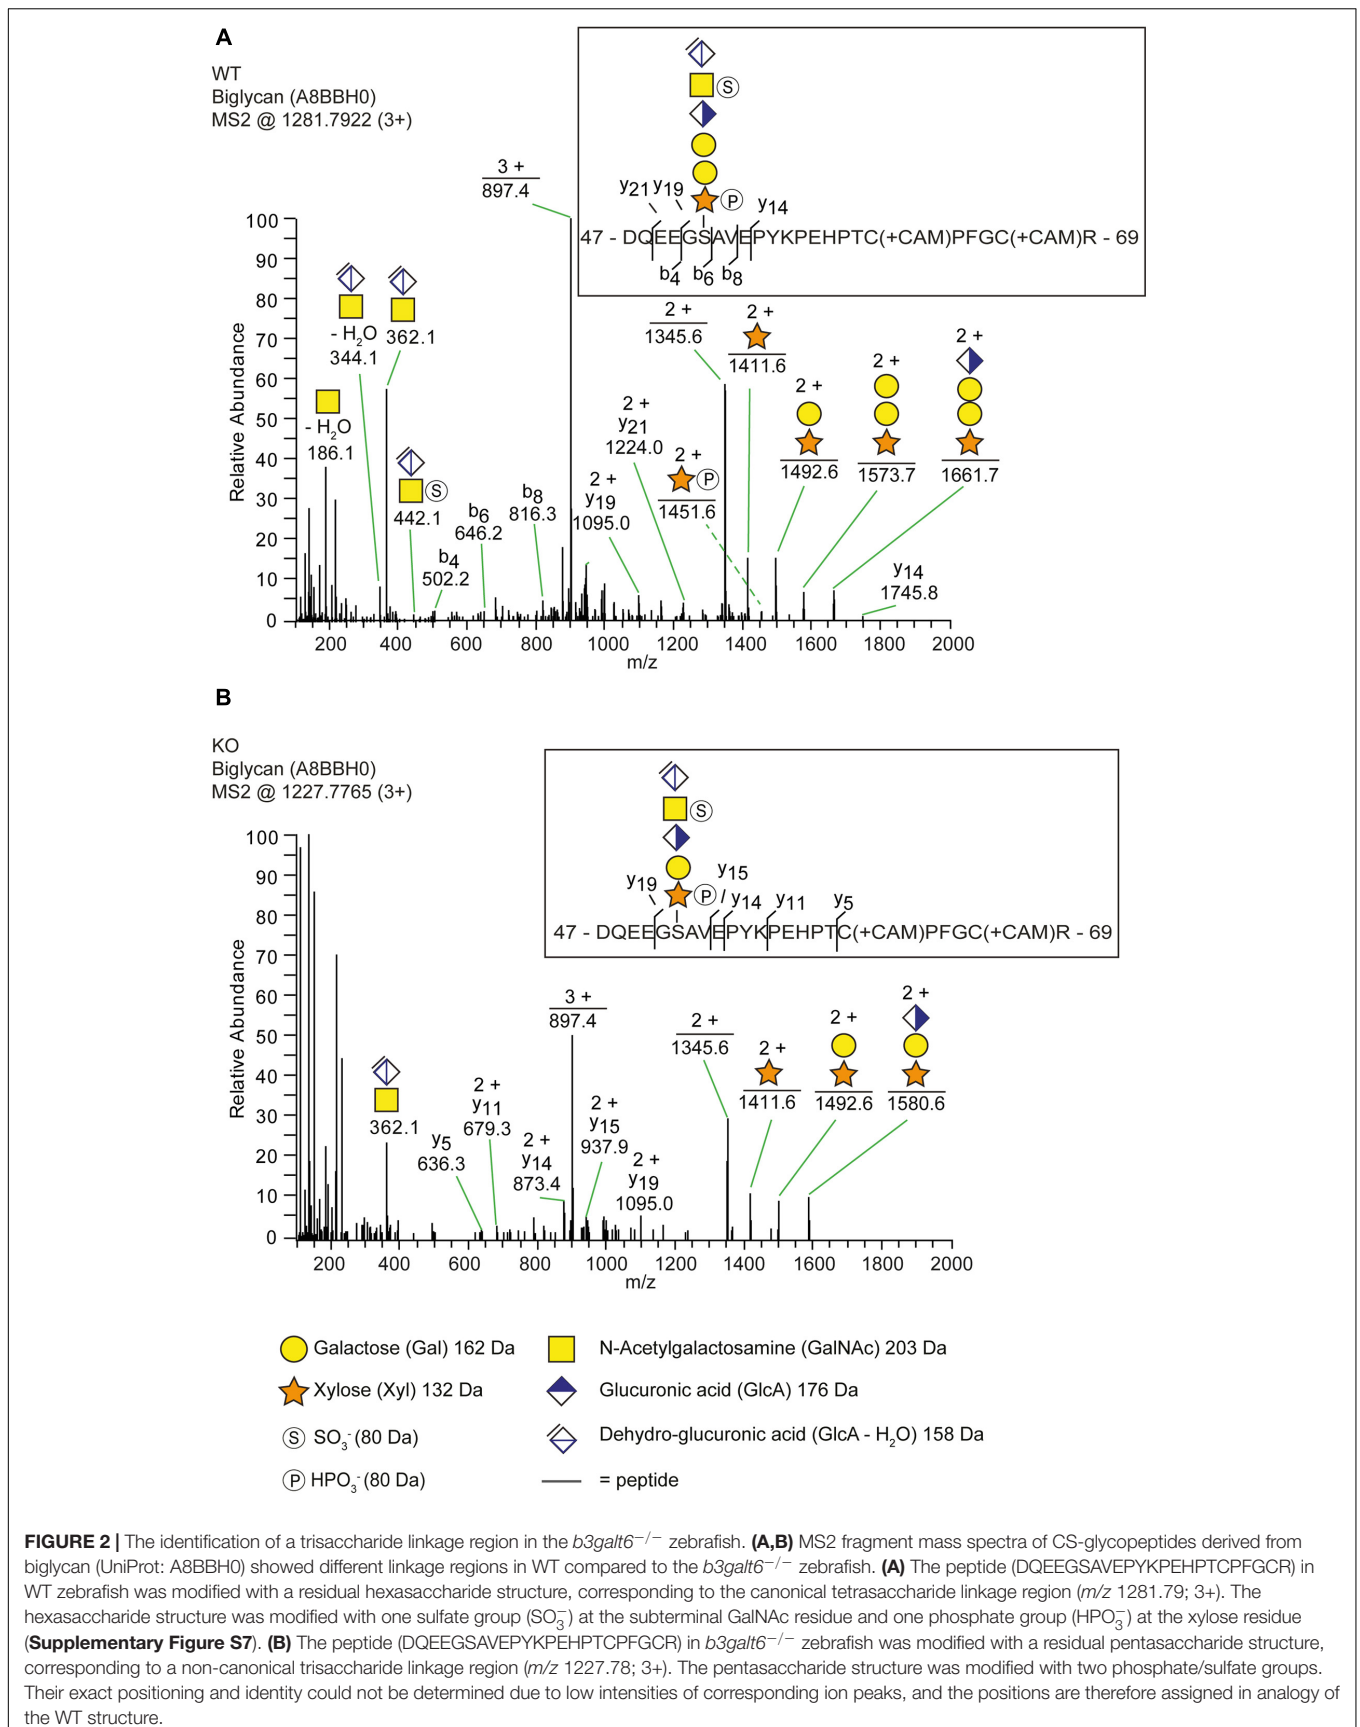 A
WT
Biglycan (A8BBH0)
MS2 @ 1281.7922 (3+)
S
P
y21 y19
y14
47 - DQEEGSAVEPYKPEHPTC(+CAM)PFGC(+CAM)R - 69
b4 b6 b8
3 +
897.4
2 +
1345.6
2 +
1411.6
2 +
1492.6
2 +
1573.7
2 +
1661.7
- H2O
344.1
362.1
- H2O
186.1
S
442.1
b4
502.2
b6
646.2
b8
816.3
2 +
y19
1095.0
2 +
y21
1224.0
2 +
P
1451.6
y14
1745.8
Relative Abundance
100
90
80
70
60
50
40
30
20
10
0
200 400 600 800 1000 1200 1400 1600 1800 2000
m/z
B
KO
Biglycan (A8BBH0)
MS2 @ 1227.7765 (3+)
S
P
y19
y15
/ y14
y11
y5
47 - DQEEGSAVEPYKPEHPTC(+CAM)PFGC(+CAM)R - 69
362.1
y5
636.3
2 +
y11
679.3
2 +
y14
873.4
3 +
897.4
2 +
y15
937.9
2 +
y19
1095.0
2 +
1345.6
2 +
1411.6
2 +
1492.6
2 +
1580.6
Relative Abundance
100
90
80
70
60
50
40
30
20
10
0
200 400 600 800 1000 1200 1400 1600 1800 2000
m/z
Galactose (Gal) 162 Da
N-Acetylgalactosamine (GalNAc) 203 Da
Xylose (Xyl) 132 Da
Glucuronic acid (GlcA) 176 Da
S SO3- (80 Da)
Dehydro-glucuronic acid (GlcA - H2O) 158 Da
P HPO3- (80 Da)
= peptide
FIGURE 2 | The identification of a trisaccharide linkage region in the b3galt6−/− zebrafish. (A,B) MS2 fragment mass spectra of CS-glycopeptides derived from
biglycan (UniProt: A8BBH0) showed different linkage regions in WT compared to the b3galt6−/− zebrafish. (A) The peptide (DQEEGSAVEPYKPEHPTCPFGCR) in
WT zebrafish was modified with a residual hexasaccharide structure, corresponding to the canonical tetrasaccharide linkage region (m/z 1281.79; 3+). The
hexasaccharide structure was modified with one sulfate group (SO3−) at the subterminal GalNAc residue and one phosphate group (HPO3−) at the xylose residue
(Supplementary Figure S7). (B) The peptide (DQEEGSAVEPYKPEHPTCPFGCR) in b3galt6−/− zebrafish was modified with a residual pentasaccharide structure,
corresponding to a non-canonical trisaccharide linkage region (m/z 1227.78; 3+). The pentasaccharide structure was modified with two phosphate/sulfate groups.
Their exact positioning and identity could not be determined due to low intensities of corresponding ion peaks, and the positions are therefore assigned in analogy of
the WT structure.